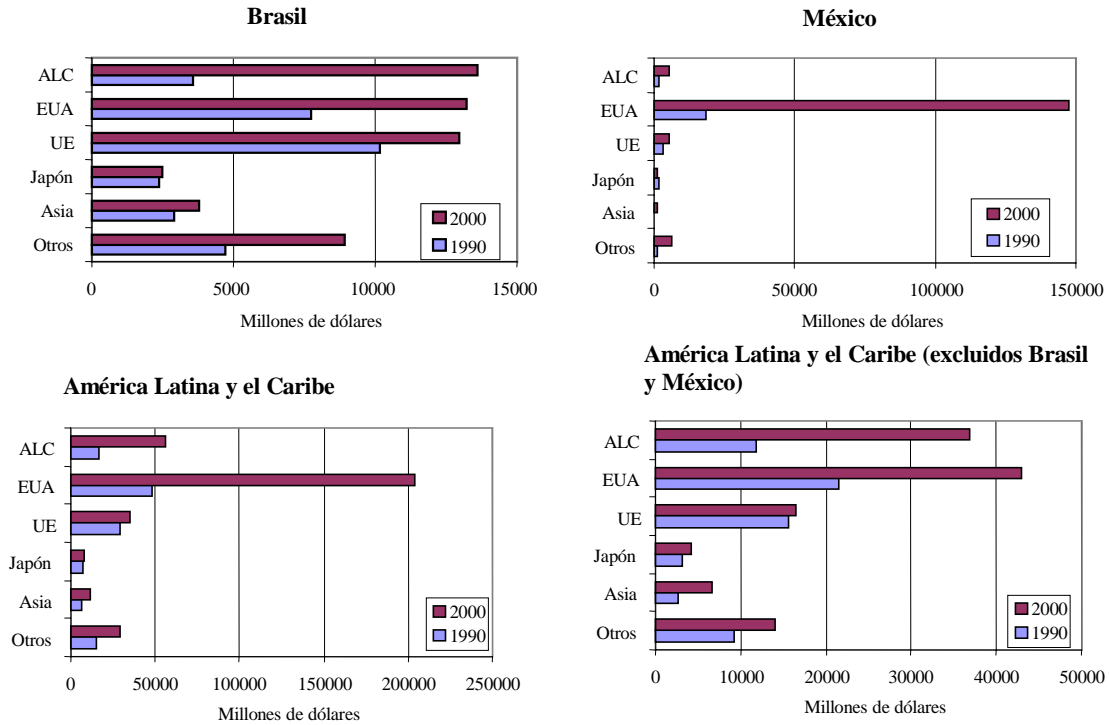 Brasil
ALC
EUA
UE
Japón
Asia
Otros
2000
1990
0 5000 10000 15000
Millones de dólares
México
ALC
EUA
UE
Japón
Asia
Otros
2000
1990
0 50000 100000 150000
Millones de dólares
América Latina y el Caribe
ALC
EUA
UE
Japón
Asia
Otros
2000
1990
0 50000 100000 150000 200000 250000
Millones de dólares
América Latina y el Caribe (excluidos Brasil
y México)
ALC
EUA
UE
Japón
Asia
Otros
2000
1990
0 10000 20000 30000 40000 50000
Millones de dólares